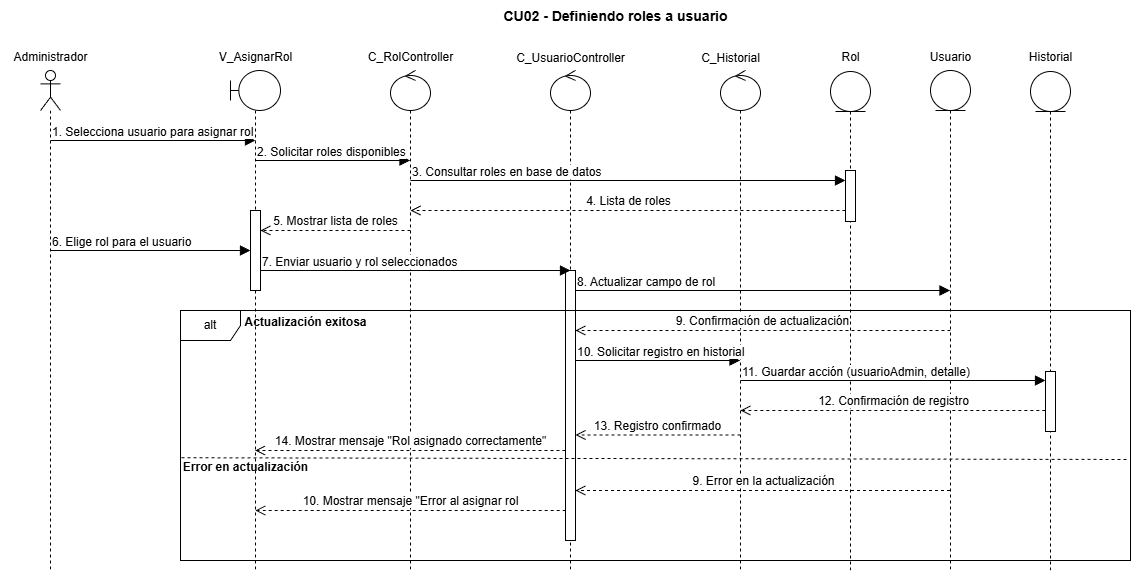 CU02 - Definiendo roles a usuario
Administrador
V_AsignarRol
C_RolController
C_UsuarioController
C_Historial
Rol
Usuario
Historial
1. Selecciona usuario para asignar rol
2. Solicitar roles disponibles
3. Consultar roles en base de datos
4. Lista de roles
5. Mostrar lista de roles
6. Elige rol para el usuario
7. Enviar usuario y rol seleccionados
8. Actualizar campo de rol
alt
Actualización exitosa
9. Confirmación de actualización
10. Solicitar registro en historial
11. Guardar acción (usuarioAdmin, detalle)
12. Confirmación de registro
13. Registro confirmado
14. Mostrar mensaje "Rol asignado correctamente"
Error en actualización
9. Error en la actualización
10. Mostrar mensaje "Error al asignar rol